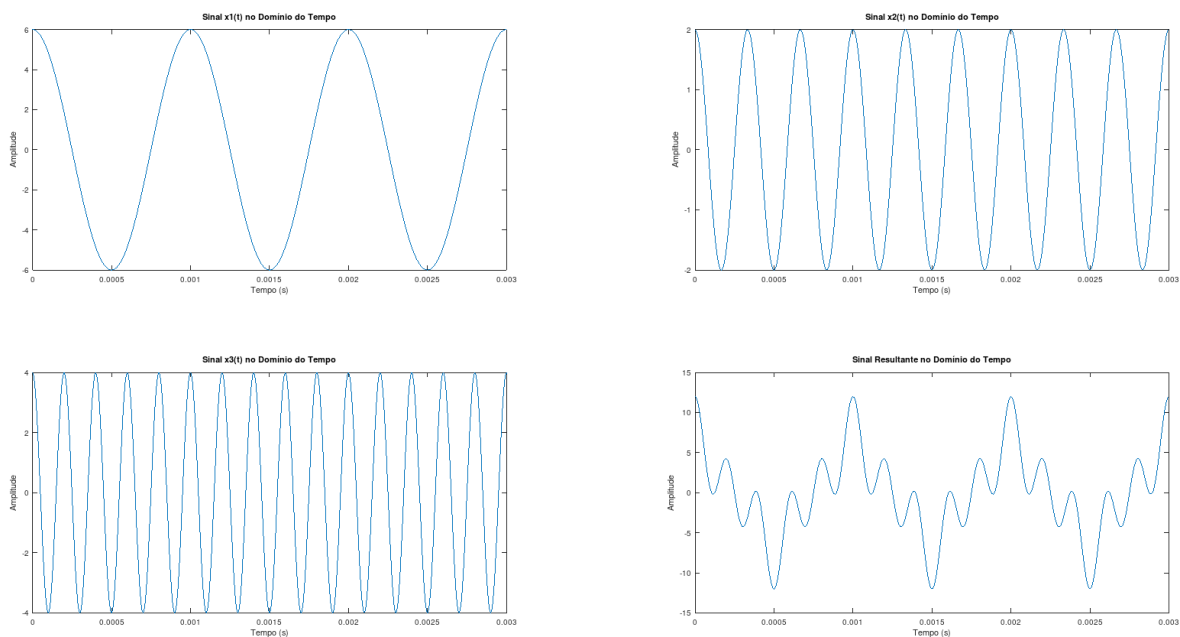 Sinal x1(t) no Domínio do Tempo
6
4
2
0
-2
-4
-6
Amplitude
0 0.0005 0.001 0.0015 0.002 0.0025 0.003
Tempo (s)
Sinal x2(t) no Domínio do Tempo
2
1
0
-1
-2
Amplitude
0 0.0005 0.001 0.0015 0.002 0.0025 0.003
Tempo (s)
Sinal x3(t) no Domínio do Tempo
4
2
0
-2
-4
Amplitude
0 0.0005 0.001 0.0015 0.002 0.0025 0.003
Tempo (s)
Sinal Resultante no Domínio do Tempo
15
10
5
0
-5
-10
-15
Amplitude
0 0.0005 0.001 0.0015 0.002 0.0025 0.003
Tempo (s)